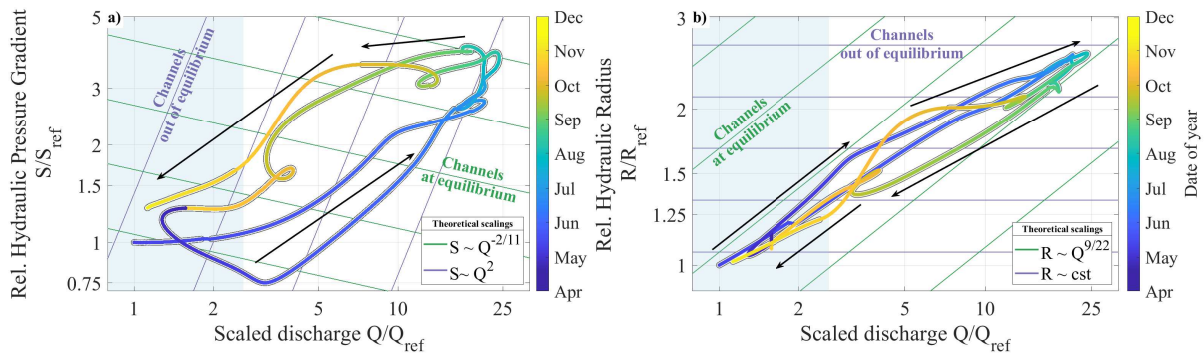 a)
Rel. Hydraulic Pressure Gradient
S/S_ref
5
3
2
1.5
1
0.75
Channels
out of equilibrium
Channels
at equilibrium
Theoretical scalings
S ~ Q^-2/11
S~ Q^2
1
2
5
10
25
Scaled discharge Q/Q_ref
Dec
Nov
Oct
Sep
Aug
Jul
Jun
May
Apr
b)
Rel. Hydraulic Radius
R/R_ref
3
2
1.5
1.25
1
Channels
out of equilibrium
Channels
at equilibrium
Theoretical scalings
R ~ Q^9/22
R ~ cst
1
2
5
10
25
Scaled discharge Q/Q_ref
Dec
Nov
Oct
Sep
Aug
Jul
Jun
May
Apr
Date of year